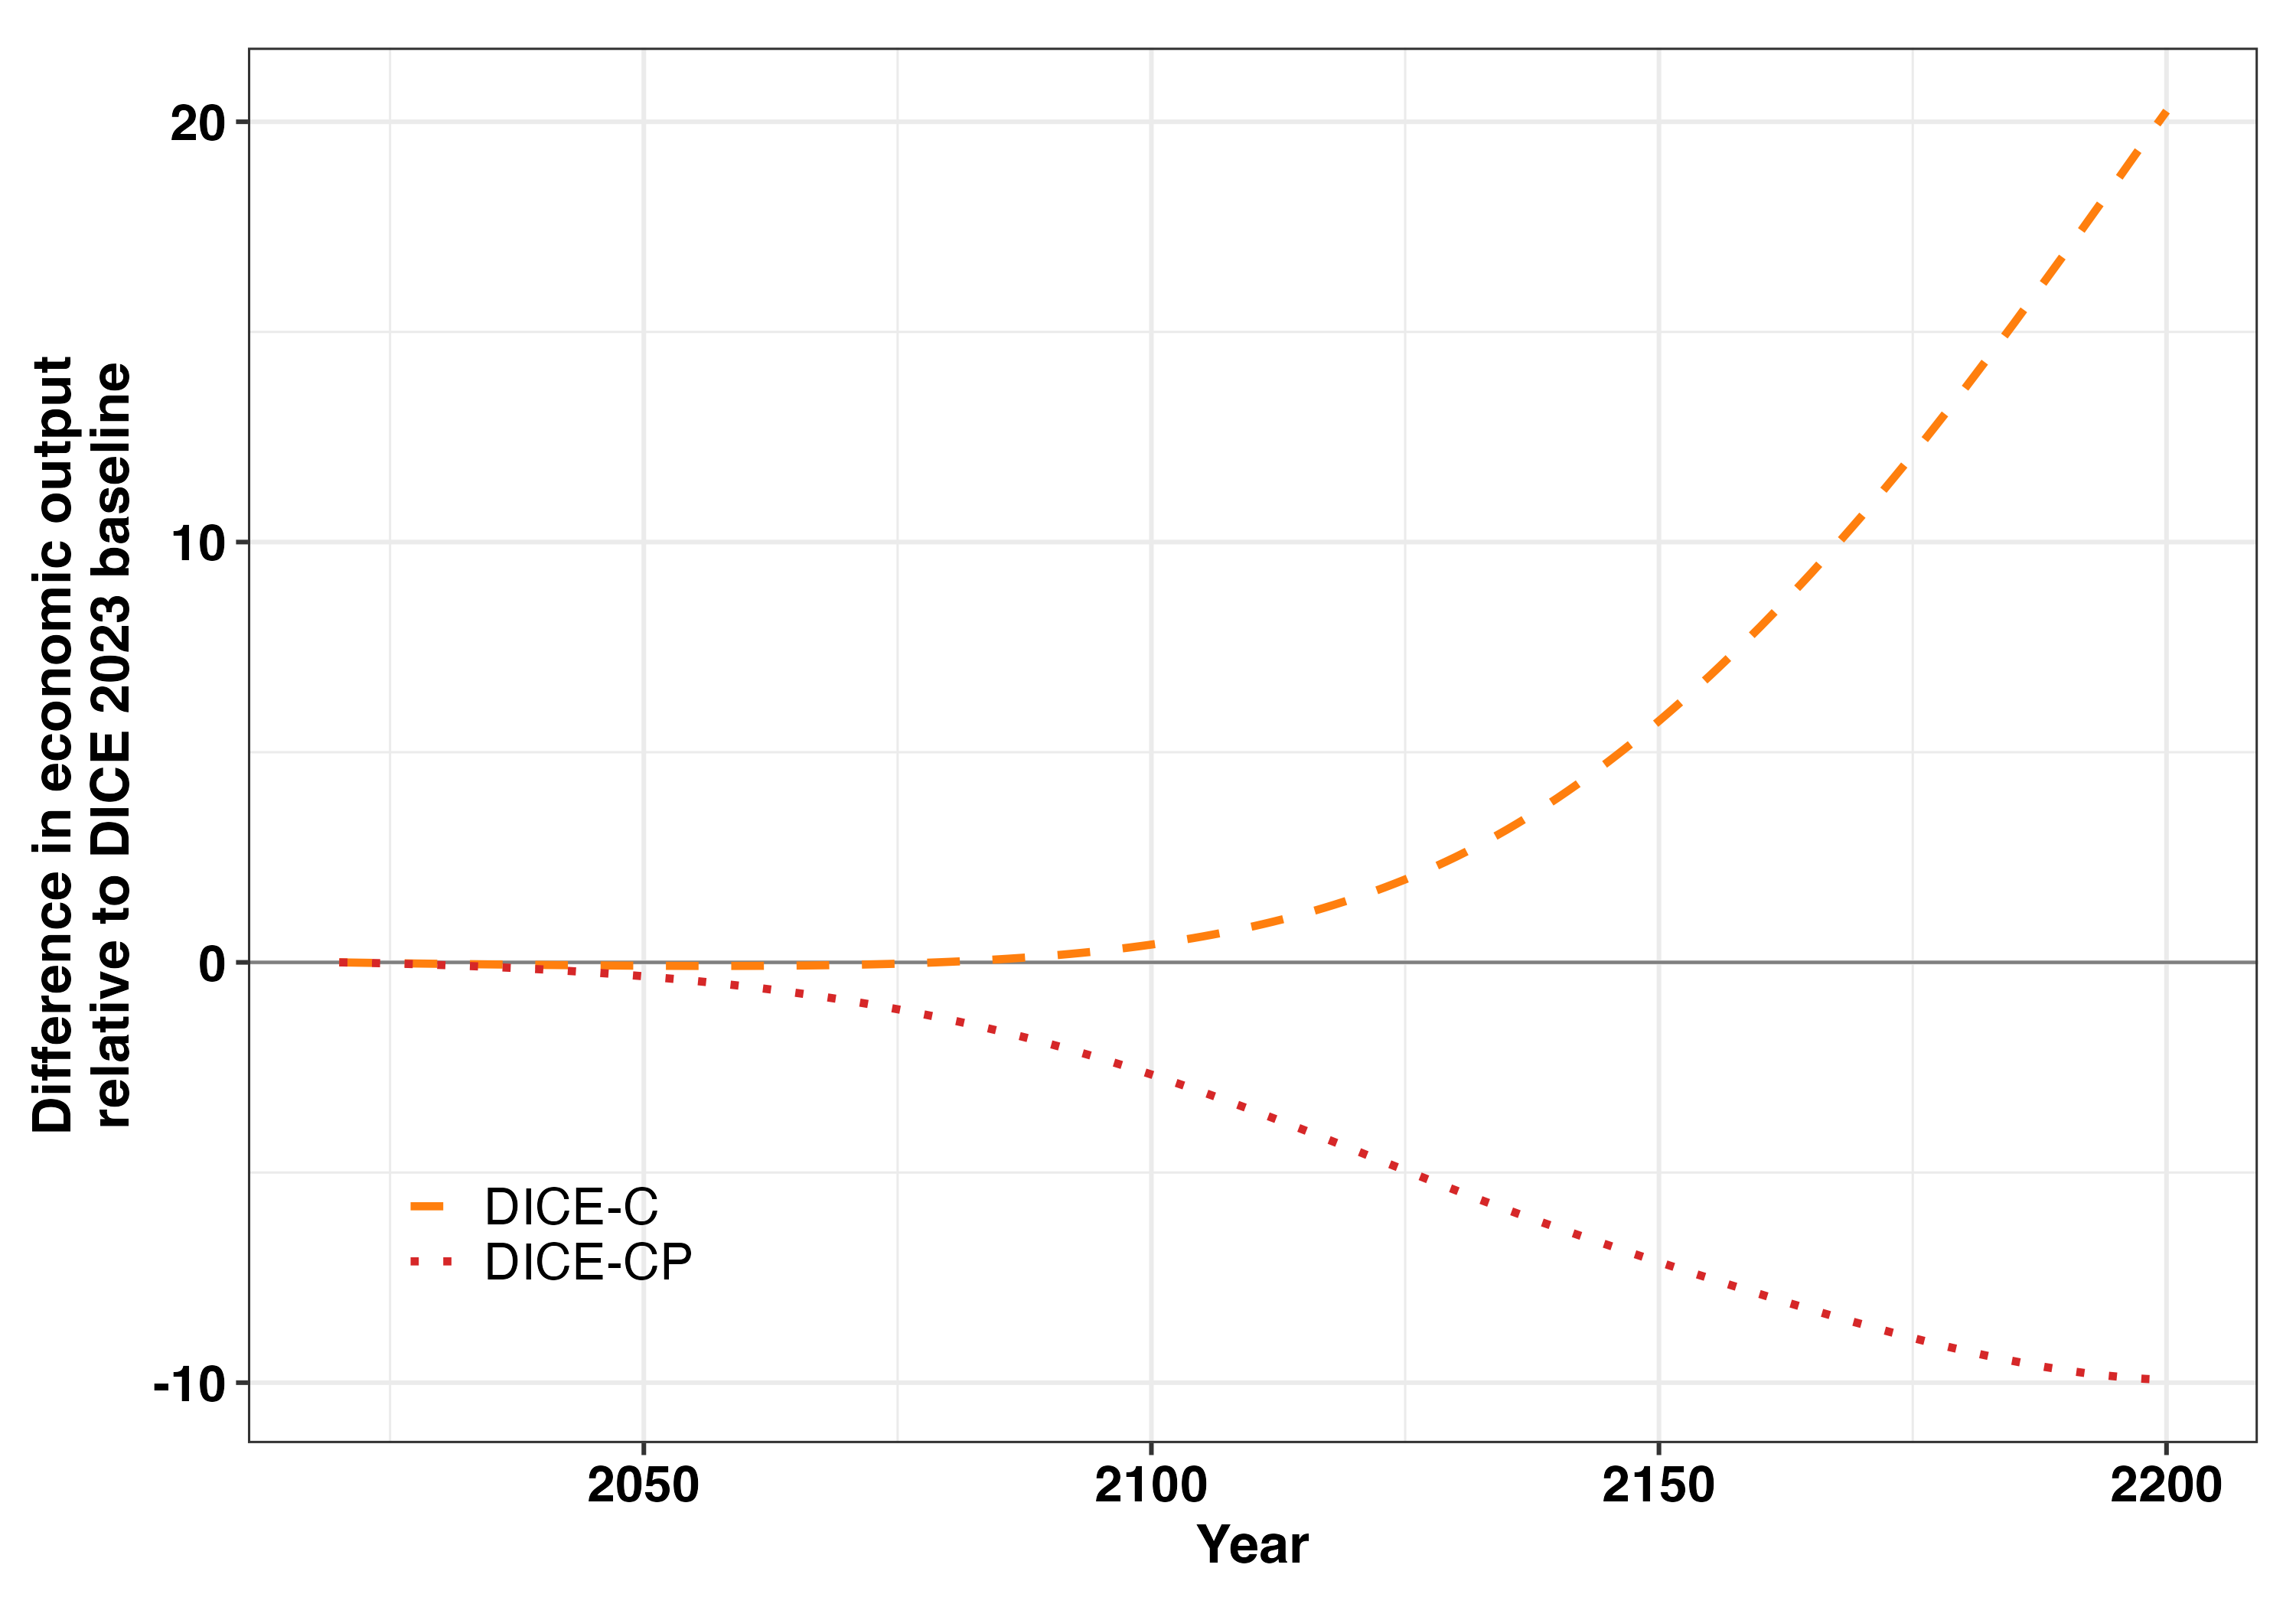 Difference in economic output
relative to DICE 2023 baseline
20
10
0
-10
DICE-C
DICE-CP
2050 2100 2150 2200
Year